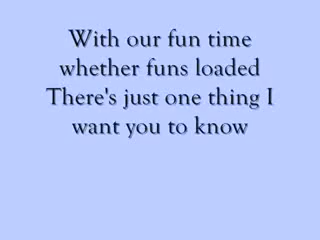 With our fun time
whether funs loaded
There's just one thing I
want you to know